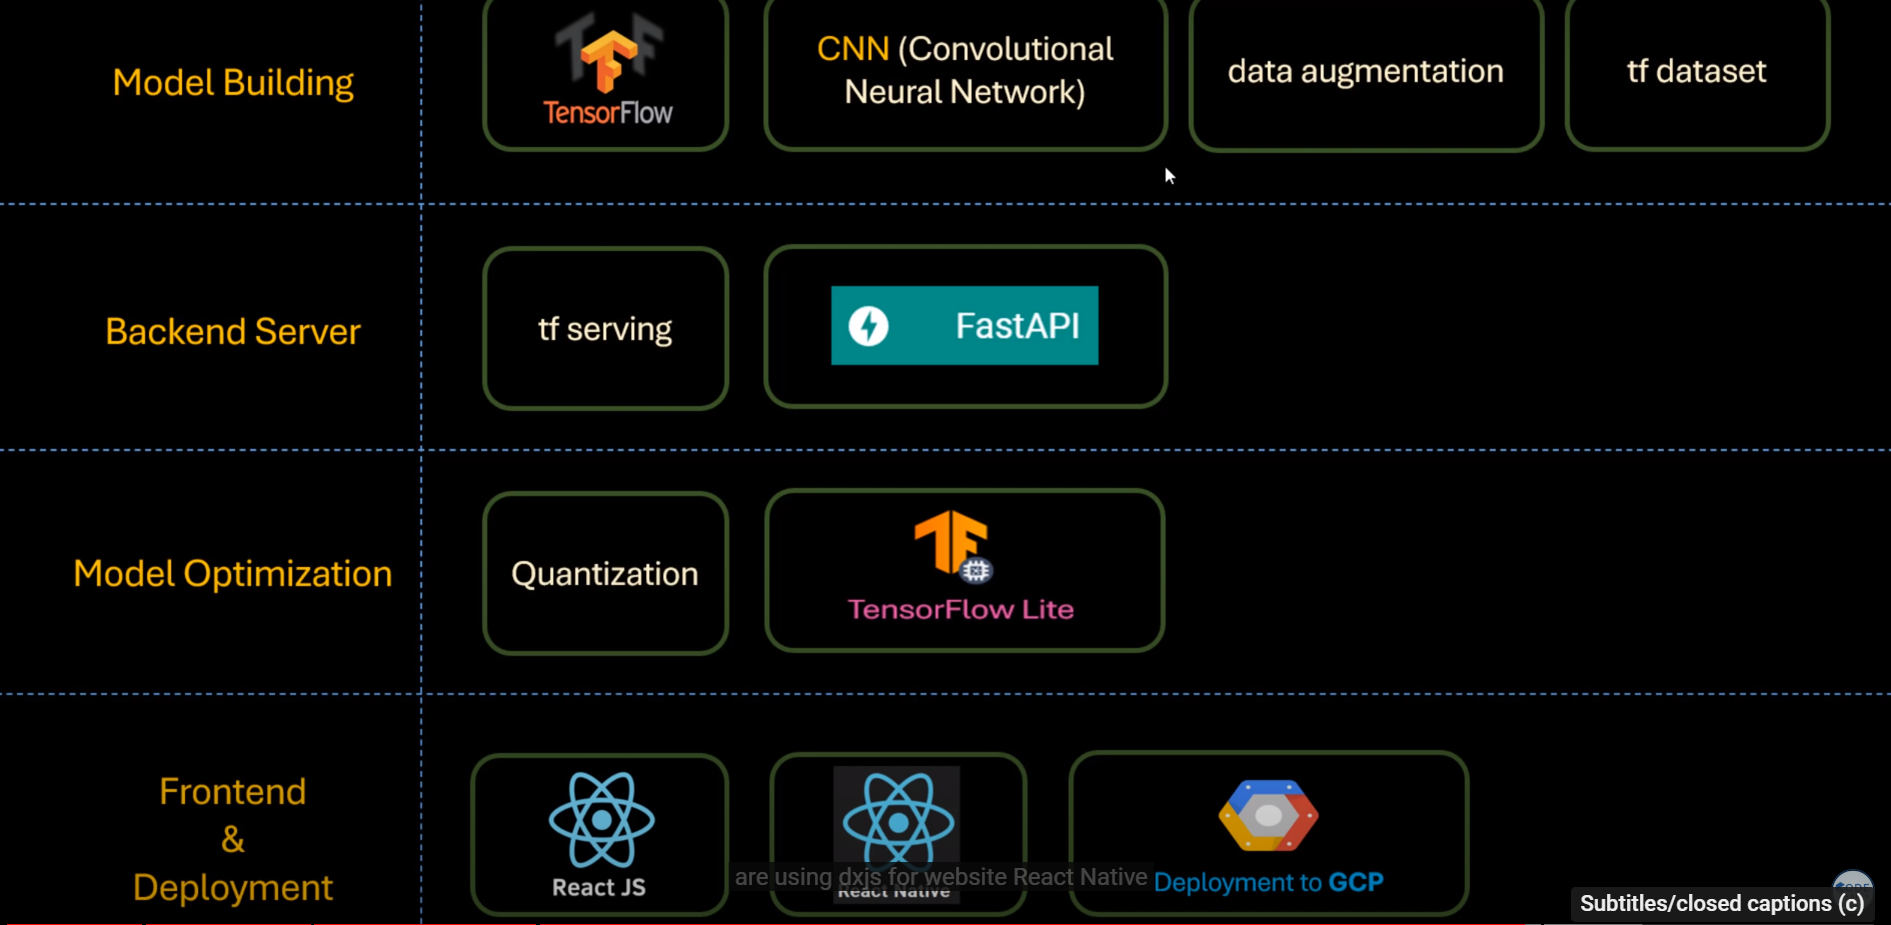 Model Building
TensorFlow
CNN (Convolutional
Neural Network)
data augmentation
tf dataset
Backend Server
tf serving
FastAPI
Model Optimization
Quantization
TensorFlow Lite
Frontend
&
Deployment
React JS
React Native
Deployment to GCP
are using dxjs for website React Native
Subtitles/closed captions (c)